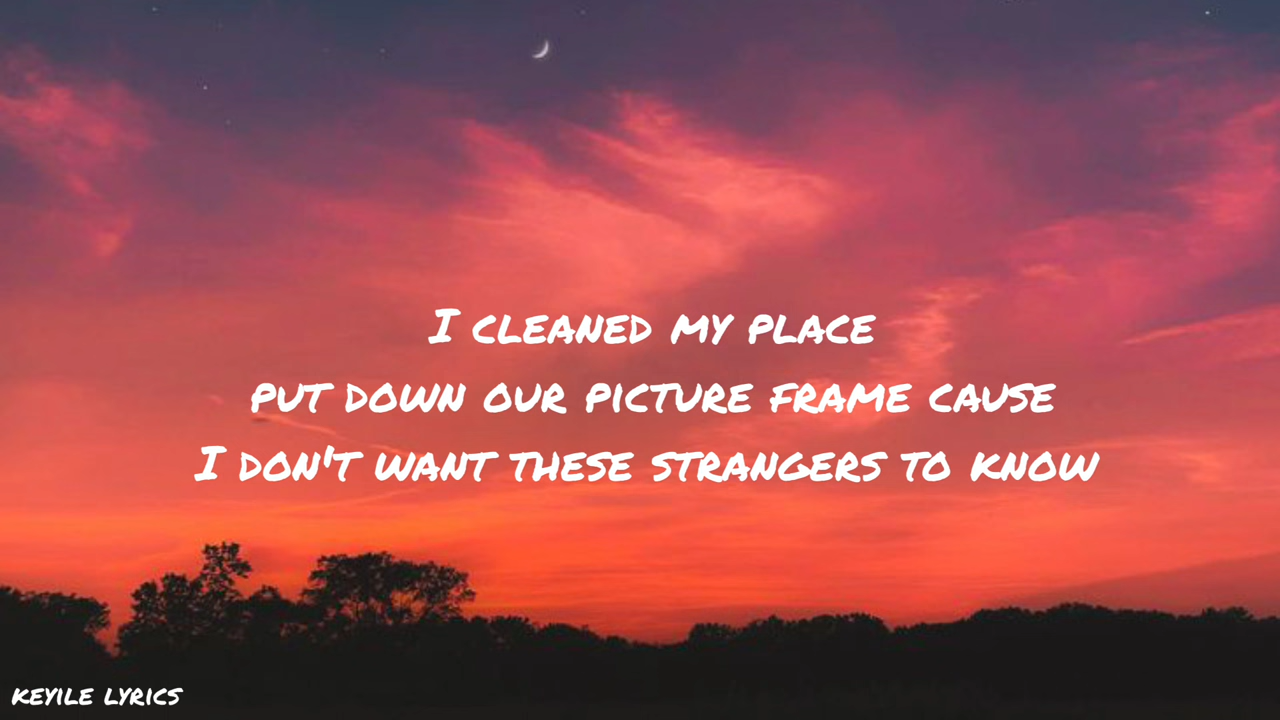 I CLEANED MY PLACE
PUT DOWN OUR PICTURE FRAME CAUSE
I DON'T WANT THESE STRANGERS TO KNOW
KEYILE LYRICS